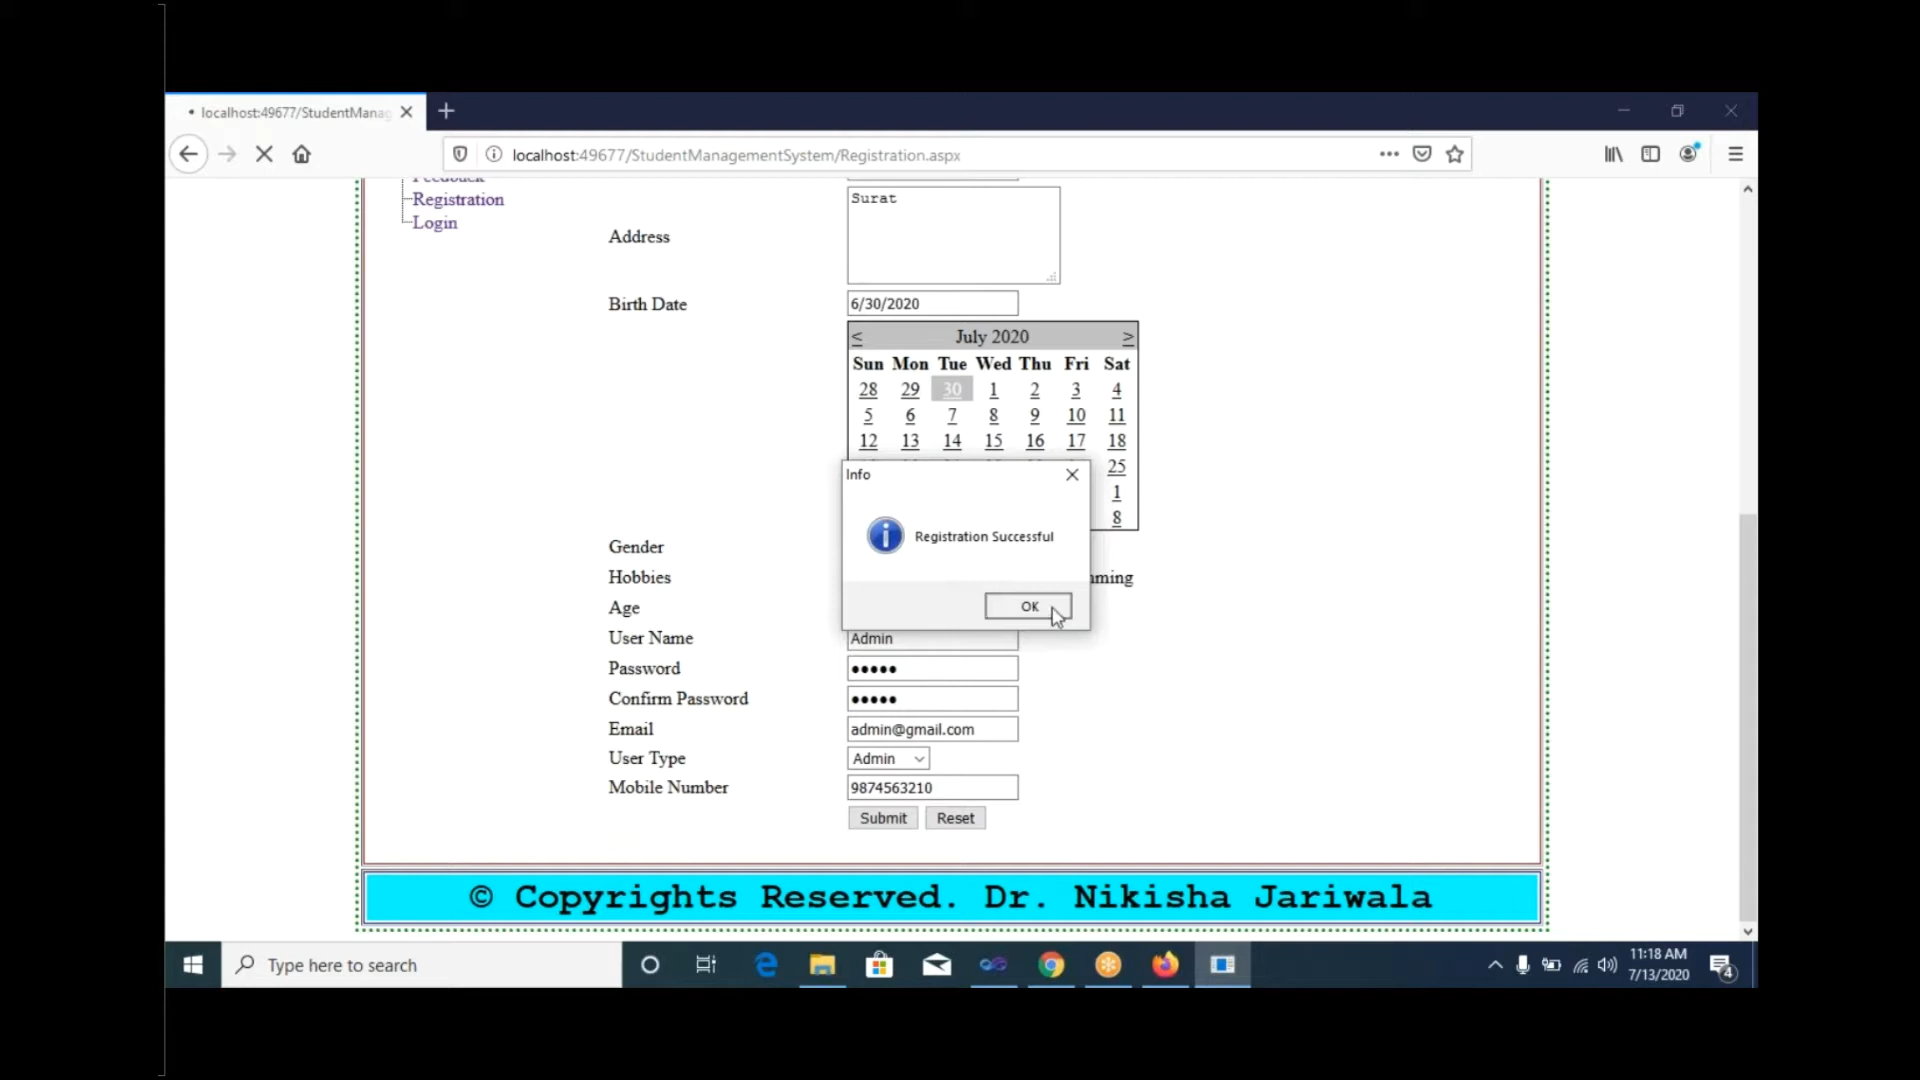 localhost:49677/StudentManag
localhost:49677/StudentManagementSystem/Registration.aspx
Feedback
Registration
Login
Address
Surat
Birth Date
6/30/2020
< July 2020 >
Sun Mon Tue Wed Thu Fri Sat
28 29 30 1 2 3 4
5 6 7 8 9 10 11
12 13 14 15 16 17 18
25
1
8
Info
Registration Successful
OK
Gender
Hobbies
mming
Age
User Name
Admin
Password
•••••
Confirm Password
•••••
Email
admin@gmail.com
User Type
Admin
Mobile Number
9874563210
Submit Reset
© Copyrights Reserved. Dr. Nikisha Jariwala
Type here to search
11:18 AM
7/13/2020
4